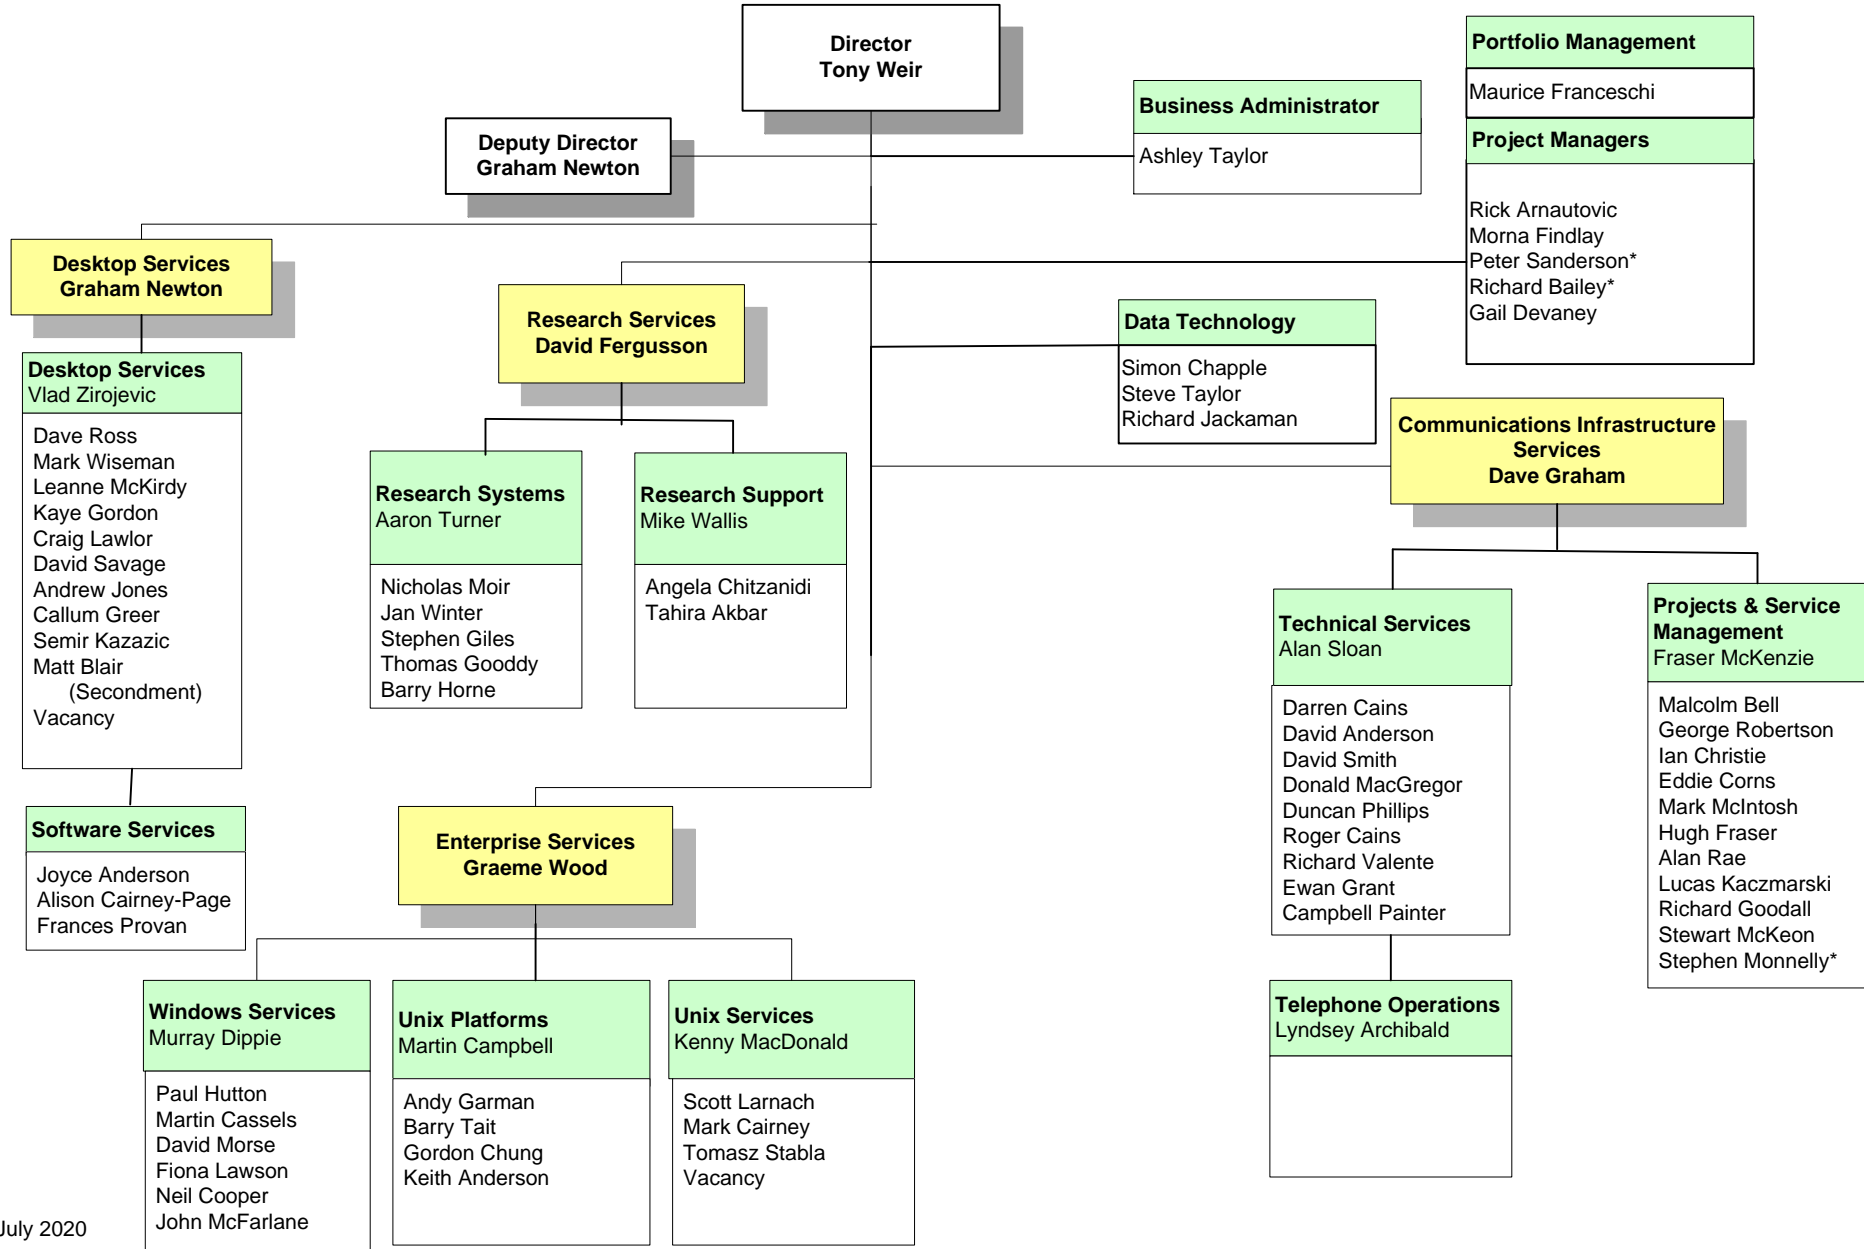 Director
Tony Weir
Deputy Director
Graham Newton
Business Administrator
Ashley Taylor
Portfolio Management
Maurice Franceschi
Project Managers
Rick Arnautovic
Morna Findlay
Peter Sanderson*
Richard Bailey*
Gail Devaney
Desktop Services
Graham Newton
Desktop Services
Vlad Zirojevic
Dave Ross
Mark Wiseman
Leanne McKirdy
Kaye Gordon
Craig Lawlor
David Savage
Andrew Jones
Callum Greer
Semir Kazazic
Matt Blair
(Secondment)
Vacancy
Software Services
Joyce Anderson
Alison Cairney-Page
Frances Provan
Research Services
David Fergusson
Research Systems
Aaron Turner
Nicholas Moir
Jan Winter
Stephen Giles
Thomas Gooddy
Barry Horne
Research Support
Mike Wallis
Angela Chitzanidi
Tahira Akbar
Data Technology
Simon Chapple
Steve Taylor
Richard Jackaman
Communications Infrastructure
Services
Dave Graham
Technical Services
Alan Sloan
Darren Cains
David Anderson
David Smith
Donald MacGregor
Duncan Phillips
Roger Cains
Richard Valente
Ewan Grant
Campbell Painter
Telephone Operations
Lyndsey Archibald
Projects & Service
Management
Fraser McKenzie
Malcolm Bell
George Robertson
Ian Christie
Eddie Corns
Mark McIntosh
Hugh Fraser
Alan Rae
Lucas Kaczmarski
Richard Goodall
Stewart McKeon
Stephen Monnelly*
Enterprise Services
Graeme Wood
Windows Services
Murray Dippie
Paul Hutton
Martin Cassels
David Morse
Fiona Lawson
Neil Cooper
John McFarlane
Unix Platforms
Martin Campbell
Andy Garman
Barry Tait
Gordon Chung
Keith Anderson
Unix Services
Kenny MacDonald
Scott Larnach
Mark Cairney
Tomasz Stabla
Vacancy
July 2020